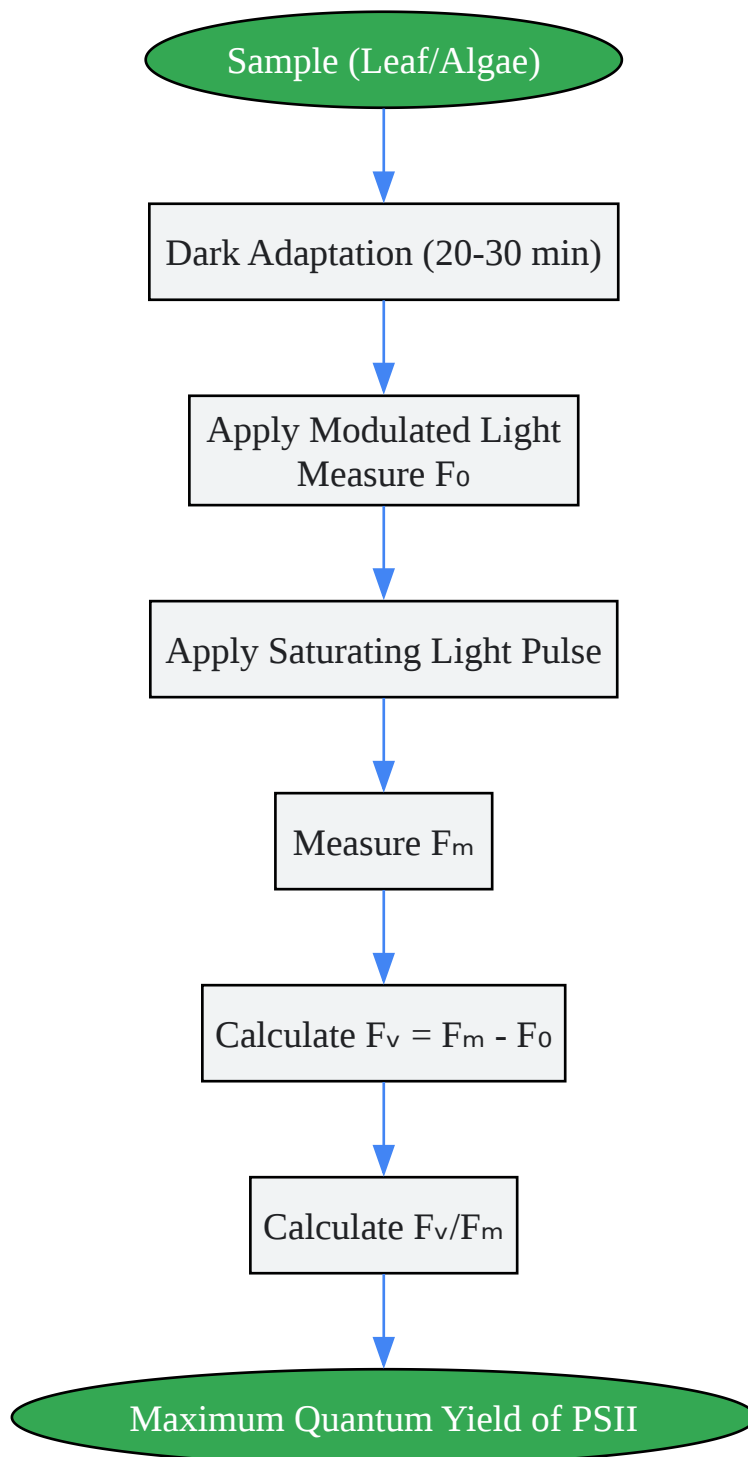 Sample (Leaf/Algae)
Dark Adaptation (20-30 min)
Apply Modulated Light
Measure F₀
Apply Saturating Light Pulse
Measure Fₘ
Calculate Fᵥ = Fₘ - F₀
Calculate Fᵥ/Fₘ
Maximum Quantum Yield of PSII